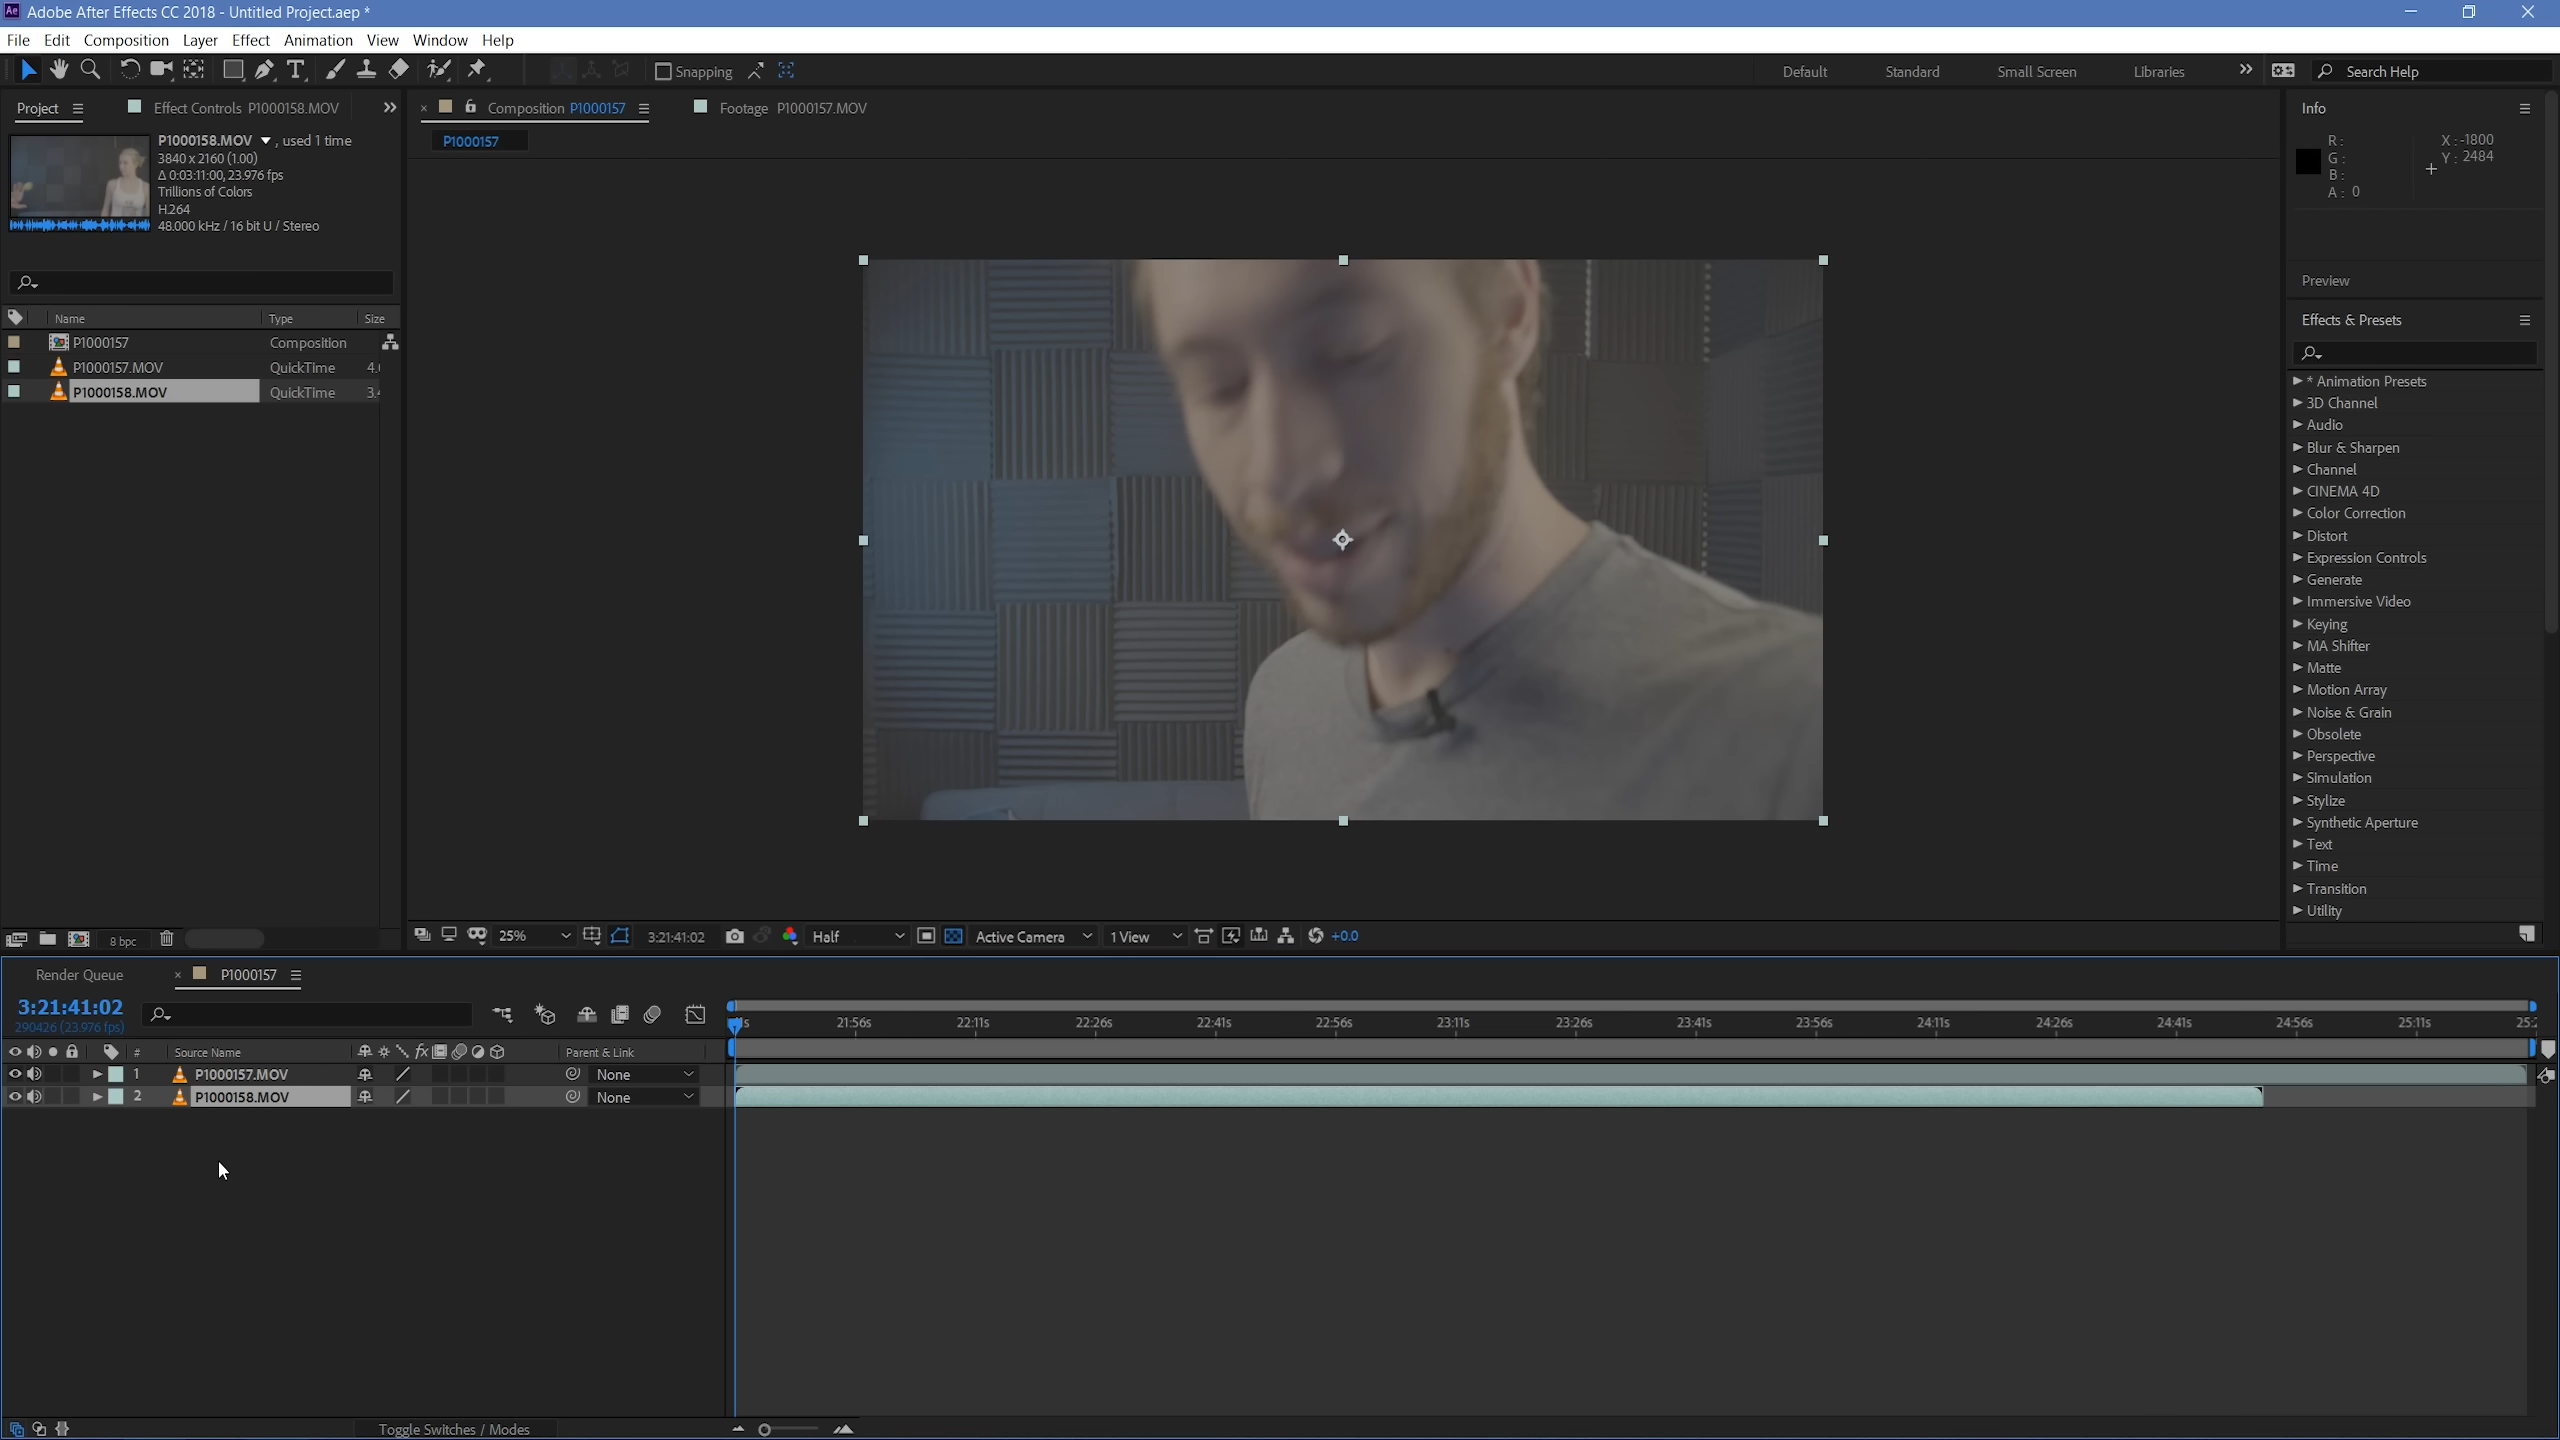 Ae Adobe After Effects CC 2018 - Untitled Project.aep *
File Edit Composition Layer Effect Animation View Window Help
Snapping Default Standard Small Screen Libraries Search Help
Project Effect Controls P1000158.MOV Composition P1000157 Footage P1000157.MOV Info
P1000158.MOV , used 1 time
3840 x 2160 (1.00)
Δ 0:03:11:00, 23.976 fps
Trillions of Colors
H.264
48.000 kHz / 16 bit U / Stereo
P1000157
R:
G:
B:
A: 0
X:-1800
Y: 2484
Preview
Effects & Presets
Name Type Size
P1000157 Composition
P1000157.MOV QuickTime 4.
P1000158.MOV QuickTime 3.
* Animation Presets
3D Channel
Audio
Blur & Sharpen
Channel
CINEMA 4D
Color Correction
Distort
Expression Controls
Generate
Immersive Video
Keying
MA Shifter
Matte
Motion Array
Noise & Grain
Obsolete
Perspective
Simulation
Stylize
Synthetic Aperture
Text
Time
Transition
Utility
8 bpc
25% 3:21:41:02 Half Active Camera 1 View +0.0
Render Queue P1000157
3:21:41:02
290426 (23.976 fps)
21:56s 22:11s 22:26s 22:41s 22:56s 23:11s 23:26s 23:41s 23:56s 24:11s 24:26s 24:41s 24:56s 25:11s
# Source Name fx Parent & Link
1 P1000157.MOV None
2 P1000158.MOV None
Toggle Switches / Modes